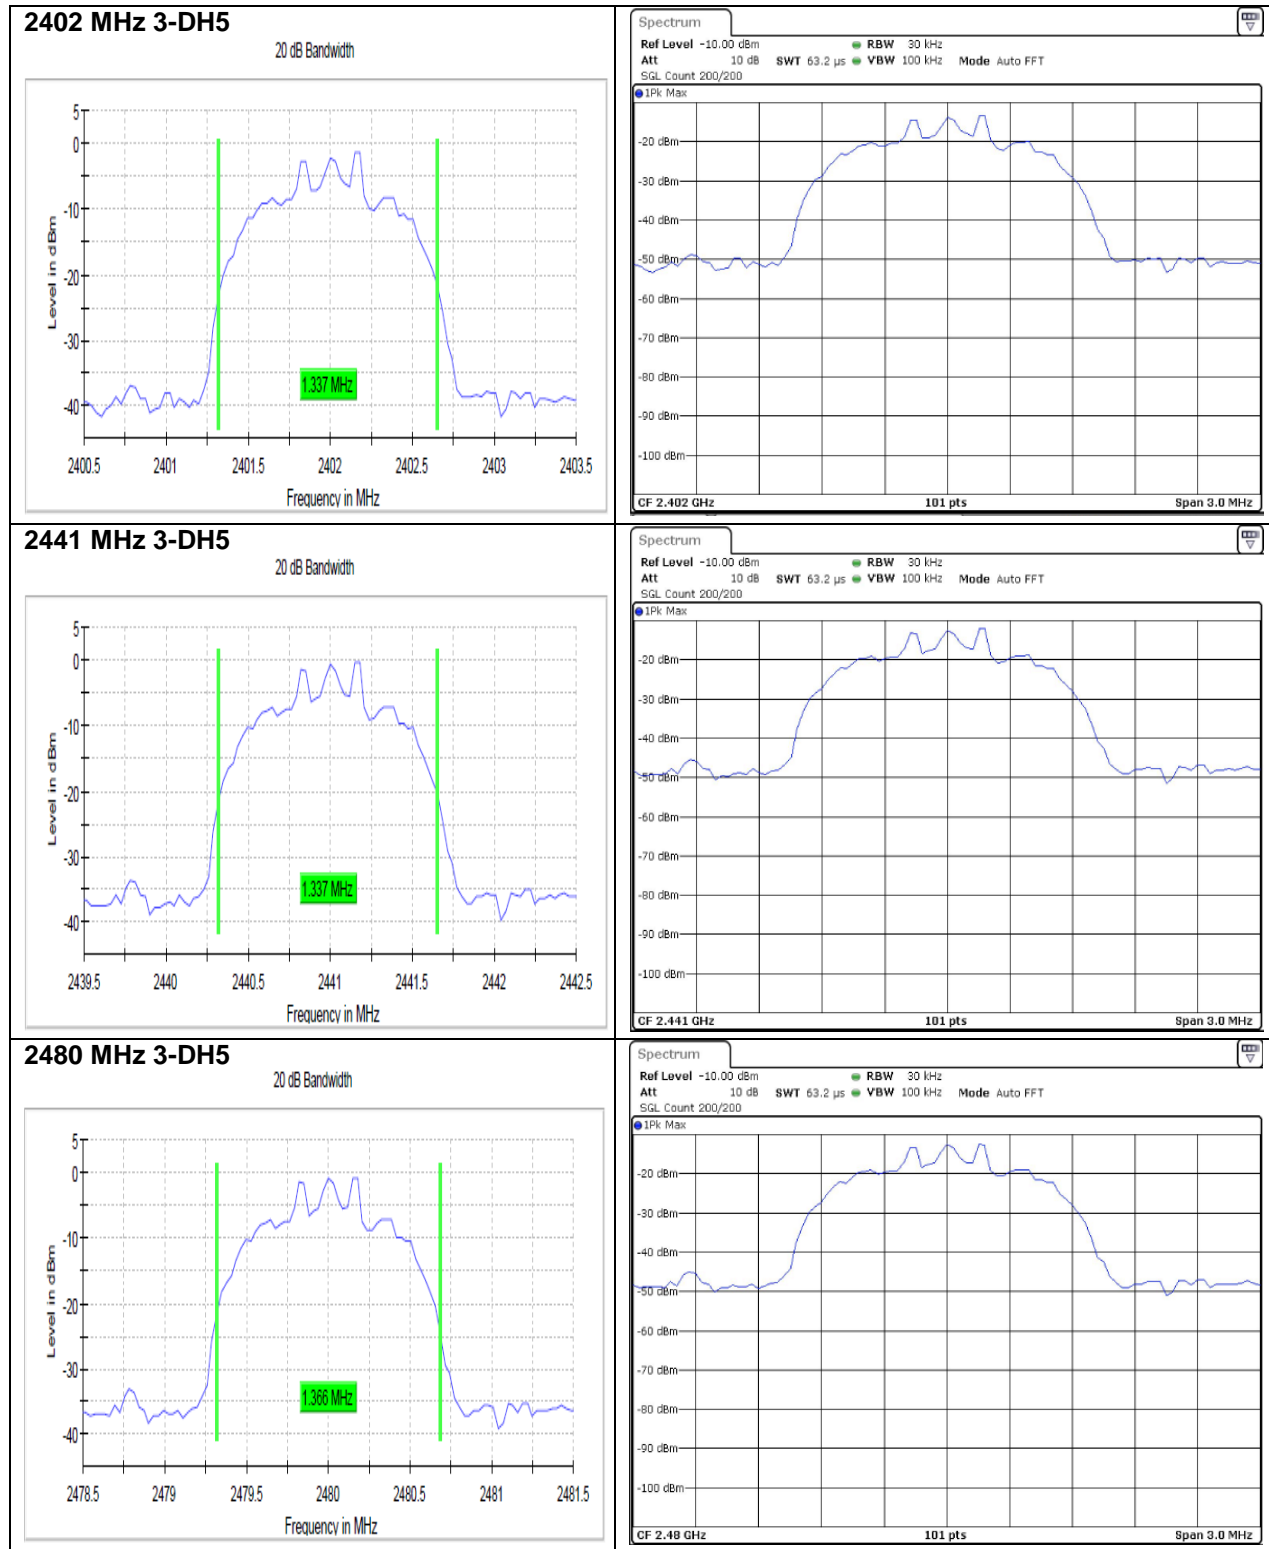 2402 MHz 3-DH5
20 dB Bandwidth
5
0
-10
-20
-30
-40
Level in dBm
1.337 MHz
2400.5 2401 2401.5 2402 2402.5 2403 2403.5
Frequency in MHz
Spectrum
Ref Level -10.00 dBm RBW 30 kHz
Att 10 dB SWT 63.2 µs VBW 100 kHz Mode Auto FFT
SGL Count 200/200
1Pk Max
-20 dBm
-30 dBm
-40 dBm
-50 dBm
-60 dBm
-70 dBm
-80 dBm
-90 dBm
-100 dBm
CF 2.402 GHz 101 pts Span 3.0 MHz
2441 MHz 3-DH5
20 dB Bandwidth
5
0
-10
-20
-30
-40
Level in dBm
1.337 MHz
2439.5 2440 2440.5 2441 2441.5 2442 2442.5
Frequency in MHz
Spectrum
Ref Level -10.00 dBm RBW 30 kHz
Att 10 dB SWT 63.2 µs VBW 100 kHz Mode Auto FFT
SGL Count 200/200
1Pk Max
-20 dBm
-30 dBm
-40 dBm
-50 dBm
-60 dBm
-70 dBm
-80 dBm
-90 dBm
-100 dBm
CF 2.441 GHz 101 pts Span 3.0 MHz
2480 MHz 3-DH5
20 dB Bandwidth
5
0
-10
-20
-30
-40
Level in dBm
1.366 MHz
2478.5 2479 2479.5 2480 2480.5 2481 2481.5
Frequency in MHz
Spectrum
Ref Level -10.00 dBm RBW 30 kHz
Att 10 dB SWT 63.2 µs VBW 100 kHz Mode Auto FFT
SGL Count 200/200
1Pk Max
-20 dBm
-30 dBm
-40 dBm
-50 dBm
-60 dBm
-70 dBm
-80 dBm
-90 dBm
-100 dBm
CF 2.48 GHz 101 pts Span 3.0 MHz